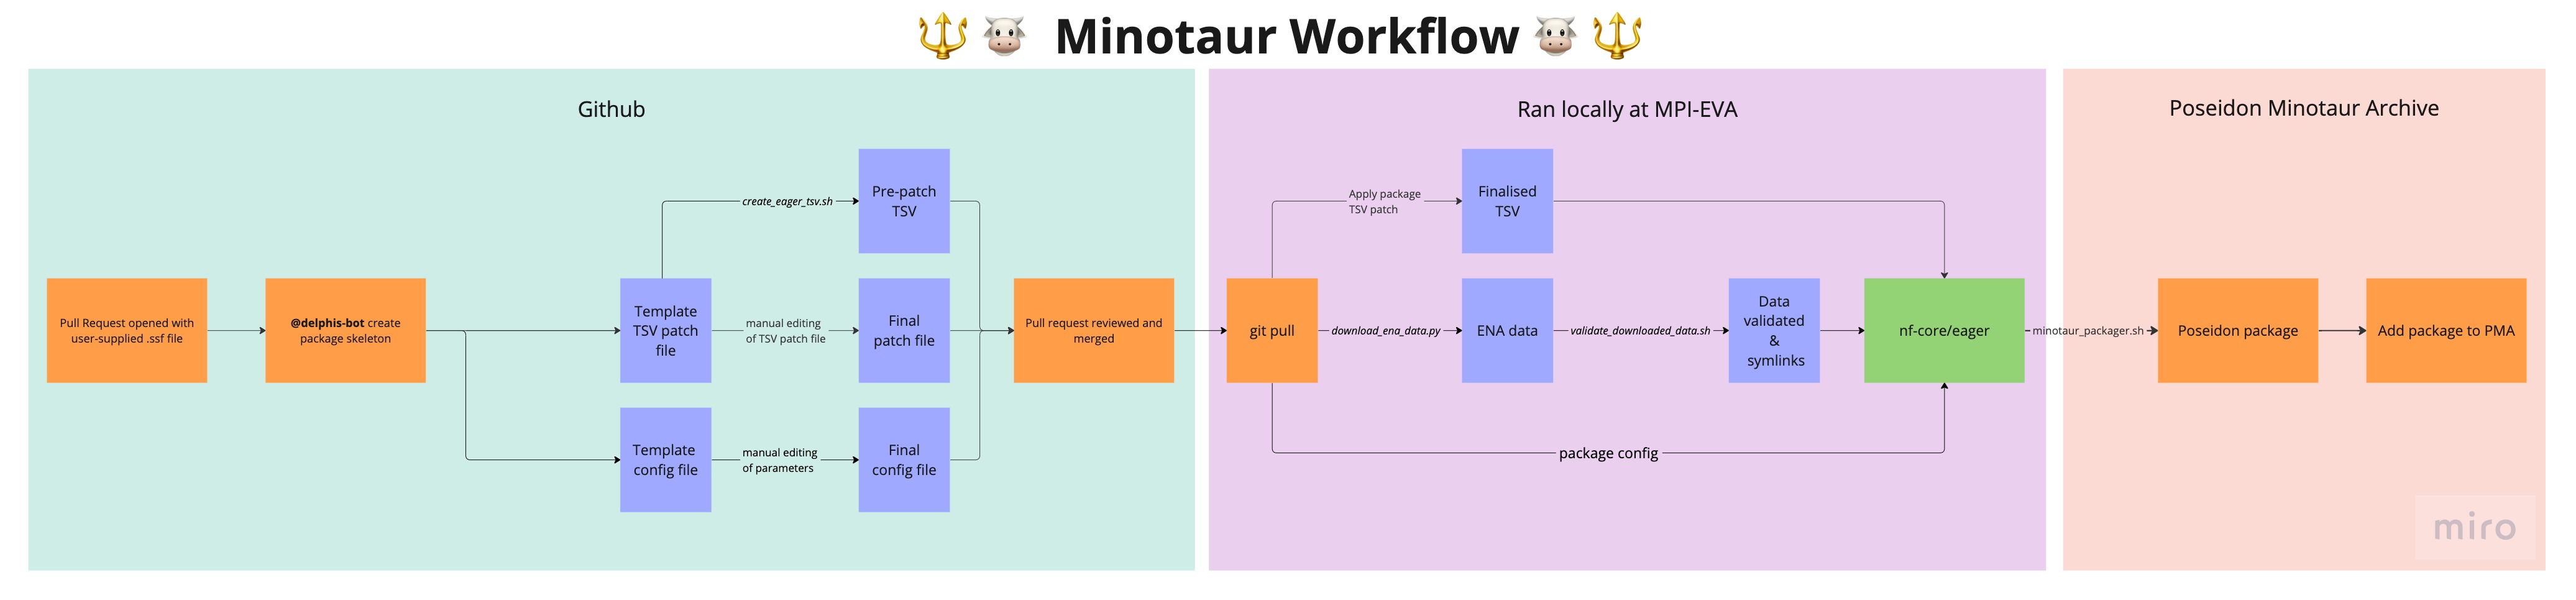 Minotaur Workflow
Github
Pull Request opened with
user-supplied .ssf file
@delphis-bot create
package skeleton
Template
TSV patch
file
create_eager_tsv.sh
Pre-patch
TSV
manual editing
of TSV patch file
Final
patch file
Template
config file
manual editing
of parameters
Final
config file
Pull request reviewed and
merged
Ran locally at MPI-EVA
git pull
Apply package
TSV patch
Finalised
TSV
download_ena_data.py
ENA data
validate_downloaded_data.sh
Data
validated
&
symlinks
package config
nf-core/eager
minotaur_packager.sh
Poseidon Minotaur Archive
Poseidon package
Add package to PMA
miro